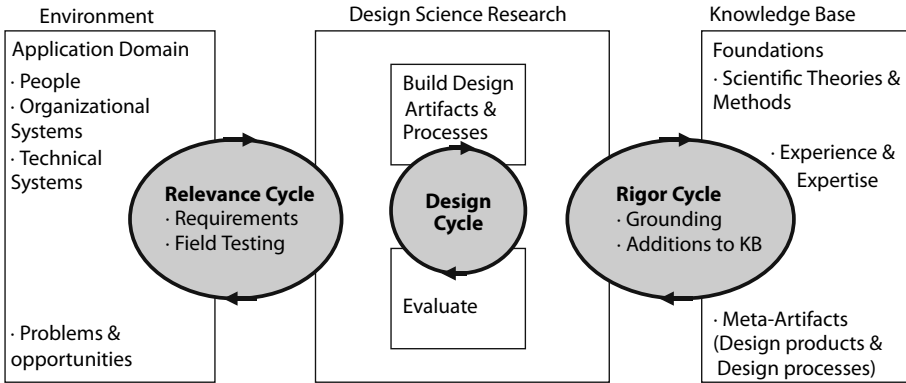 Environment
Design Science Research
Knowledge Base
Application Domain
· People
· Organizational
Systems
· Technical
Systems
· Problems &
opportunities
Relevance Cycle
· Requirements
· Field Testing
Build Design
Artifacts &
Processes
Design
Cycle
Evaluate
Rigor Cycle
· Grounding
· Additions to KB
Foundations
· Scientific Theories &
Methods
· Experience &
Expertise
· Meta-Artifacts
(Design products &
Design processes)